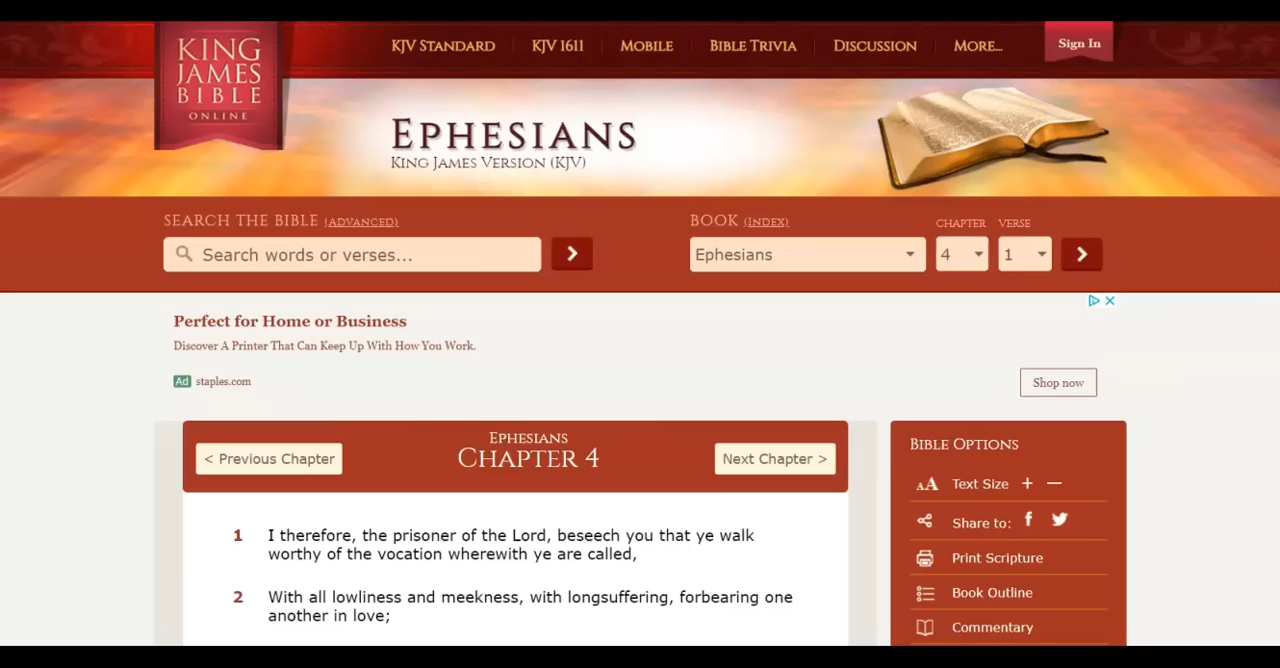 KING
JAMES
BIBLE
ONLINE
KJV STANDARD
KJV 1611
MOBILE
BIBLE TRIVIA
DISCUSSION
MORE...
Sign In
EPHESIANS
KING JAMES VERSION (KJV)
SEARCH THE BIBLE (ADVANCED)
Search words or verses...
BOOK (INDEX)
CHAPTER
VERSE
Ephesians
4
1
Perfect for Home or Business
Discover A Printer That Can Keep Up With How You Work.
Ad staples.com
Shop now
< Previous Chapter
EPHESIANS
CHAPTER 4
Next Chapter >
1 I therefore, the prisoner of the Lord, beseech you that ye walk
worthy of the vocation wherewith ye are called,
2 With all lowliness and meekness, with longsuffering, forbearing one
another in love;
BIBLE OPTIONS
AA Text Size + —
Share to:
Print Scripture
Book Outline
Commentary